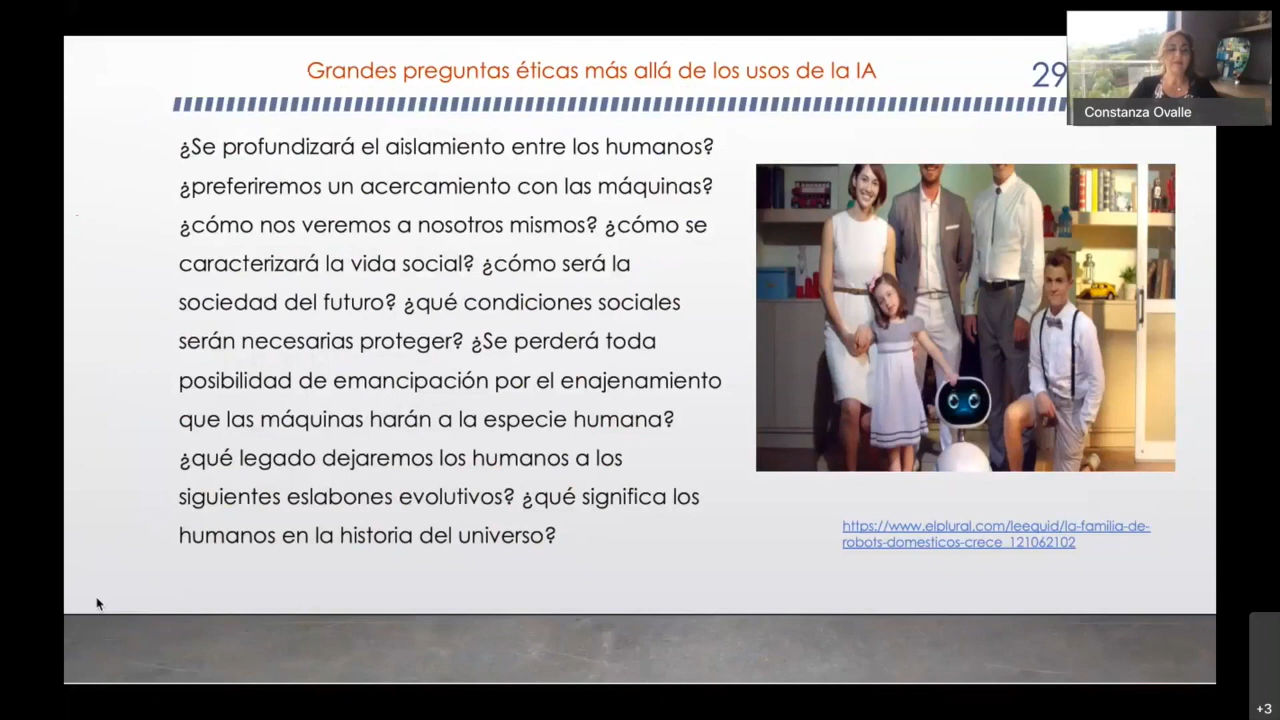 Grandes preguntas éticas más allá de los usos de la IA
29
Constanza Ovalle
¿Se profundizará el aislamiento entre los humanos?
¿preferiremos un acercamiento con las máquinas?
¿cómo nos veremos a nosotros mismos? ¿cómo se
caracterizará la vida social? ¿cómo será la
sociedad del futuro? ¿qué condiciones sociales
serán necesarias proteger? ¿Se perderá toda
posibilidad de emancipación por el enajenamiento
que las máquinas harán a la especie humana?
¿qué legado dejaremos los humanos a los
siguientes eslabones evolutivos? ¿qué significa los
humanos en la historia del universo?
https://www.elplural.com/leequid/la-familia-de-
robots-domesticos-crece_121062102
+3